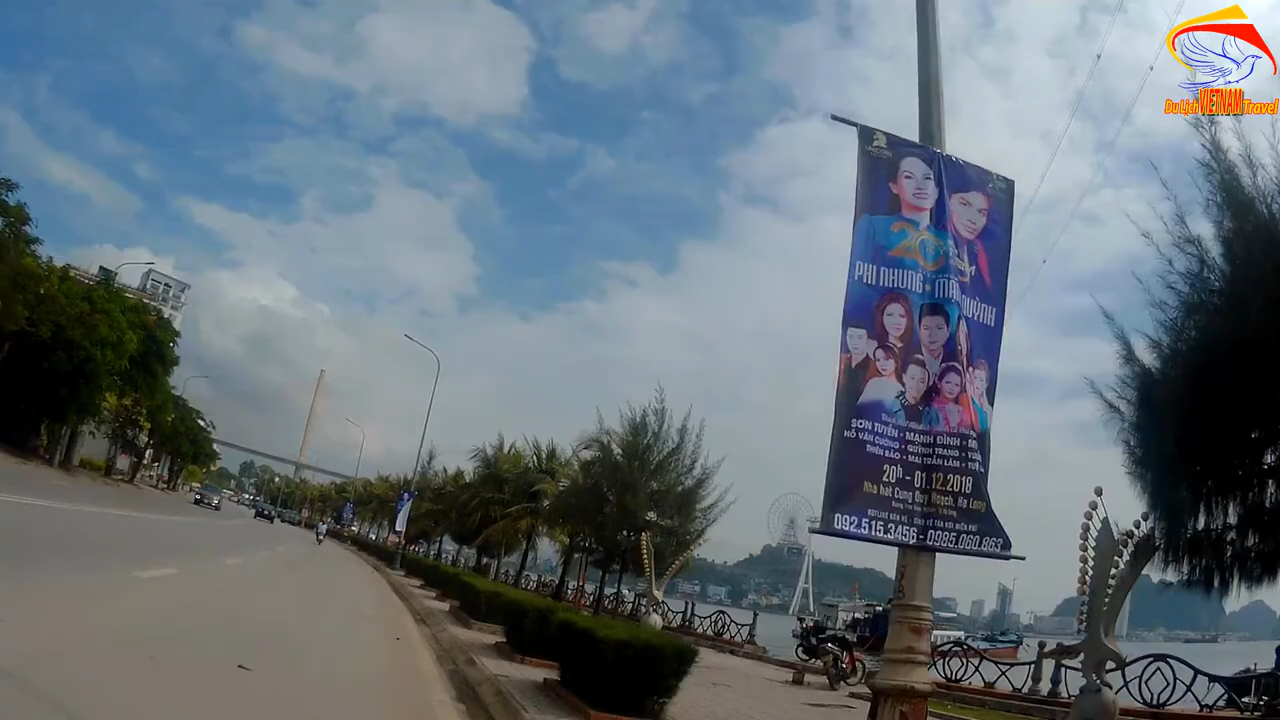 Du Lịch VIETNAM Travel
UNICORN
20
PHI NHUNG - MẠNH QUỲNH
SƠN TUYỀN - MẠNH ĐÌNH
HỒ VĂN CƯỜNG - QUỲNH TRANG
THIÊN BẢO - MAI TRẦN LÂM
20h - 01.12.2018
Nhà hát Cung Quy Hoạch, Hạ Long
092.515.3456 - 0985.060.863